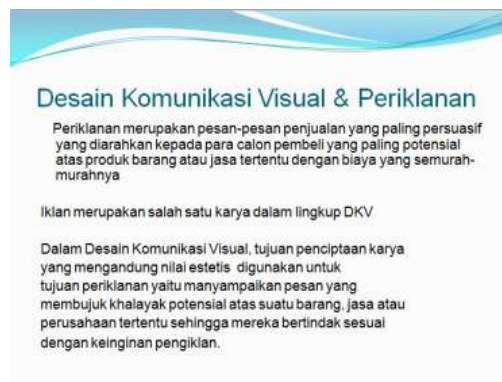 Desain Komunikasi Visual & Periklanan
Periklanan merupakan pesan-pesan penjualan yang paling persuasif
yang diarahkan kepada para calon pembeli yang paling potensial
atas produk barang atau jasa tertentu dengan biaya yang semurah-
murahnya
Iklan merupakan salah satu karya dalam lingkup DKV
Dalam Desain Komunikasi Visual, tujuan penciptaan karya
yang mengandung nilai estetis digunakan untuk
tujuan periklanan yaitu manyampaikan pesan yang
membujuk khalayak potensial atas suatu barang, jasa atau
perusahaan tertentu sehingga mereka bertindak sesuai
dengan keinginan pengiklan.